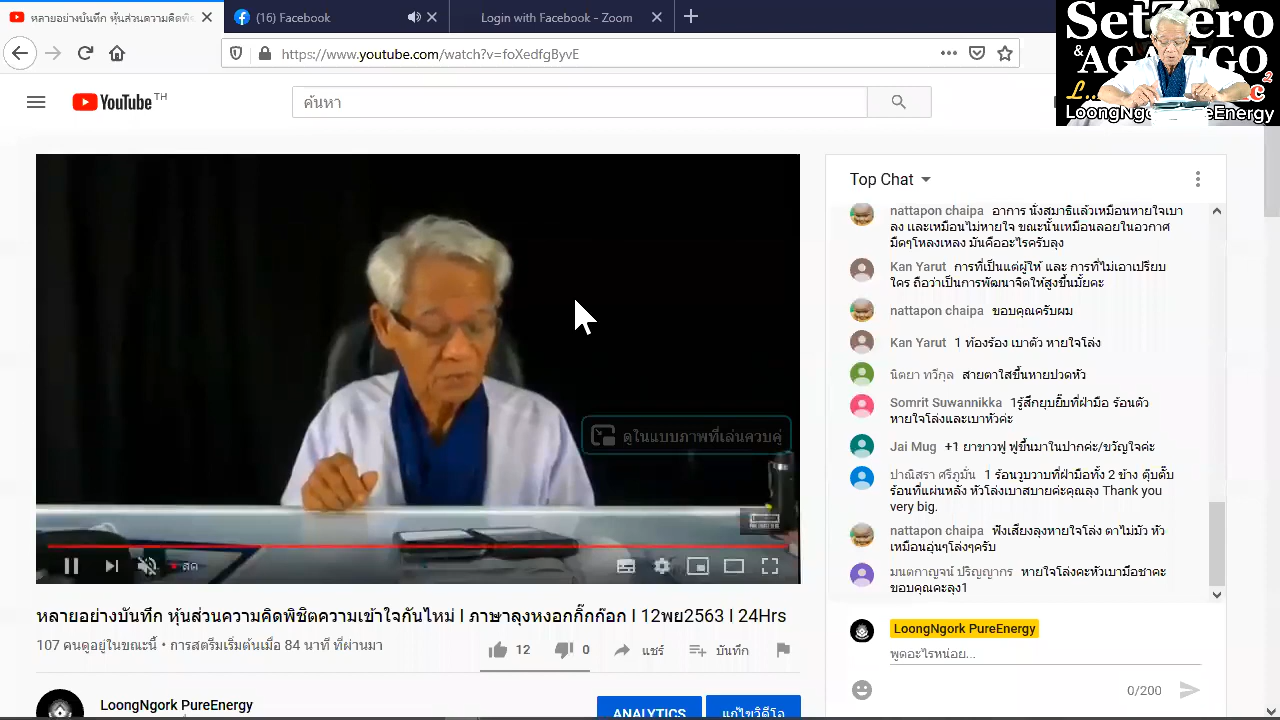 หลายอย่างบันทึก หุ้นส่วนความคิดพิชิ
(16) Facebook
Login with Facebook - Zoom
https://www.youtube.com/watch?v=foXedfgByvE
SetZero
&
LoongNgork PureEnergy
YouTube TH
ค้นหา
Top Chat
nattapon chaipa อาการ นั่งสมาธิแล้วเหมือนหายใจเบา
ลง และเหมือนไม่หายใจ ขณะนั้นเหมือนลอยในอวกาศ
มืดๆโหลงเหลง มันคืออะไรครับลุง
Kan Yarut การที่เป็นแต่ผู้ให้ และ การที่ไม่เอาเปรียบ
ใคร ถือว่าเป็นการพัฒนาจิตให้สูงขึ้นมั้ยคะ
nattapon chaipa ขอบคุณครับผม
Kan Yarut 1 ท้องร้อง เบาตัว หายใจโล่ง
นิตยา ทวีกุล สายตาใสขึ้นหายปวดหัว
Somrit Suwannikka 1รู้สึกยุบยิ๊บที่ฝ่ามือ ร้อนตัว
หายใจโล่งและเบาหัวค่ะ
Jai Mug +1 ยาขาวฟู ฟูขึ้นมาในปากค่ะ/ขวัญใจค่ะ
ปาณิสรา ศรีภูมั่น 1 ร้อนวูบวาบที่ฝ่ามือทั้ง 2 ข้าง ตุ๊บตั๊บ
ร้อนที่แผ่นหลัง หัวโล่งเบาสบายค่ะคุณลุง Thank you
very big.
nattapon chaipa ฟังเสียงลุงหายใจโล่ง ตาไม่มัว หัว
เหมือนอุ่นๆโล่งๆครับ
มนตกาญจน์ ปริญญากร หายใจโล่งคะหัวเบามือชาคะ
ขอบคุณคะลุง1
ดูในแบบภาพที่เล่นควบคู่
สด
หลายอย่างบันทึก หุ้นส่วนความคิดพิชิตความเข้าใจกันไหม่ I ภาษาลุงหงอกกิ๊กก๊อก I 12พย2563 I 24Hrs
107 คนดูอยู่ในขณะนี้ • การสตรีมเริ่มต้นเมื่อ 84 นาที ที่ผ่านมา
12
0
แชร์
บันทึก
LoongNgork PureEnergy
พูดอะไรหน่อย...
0/200
LoongNgork PureEnergy
ANALYTICS
แก้ไขวิดีโอ